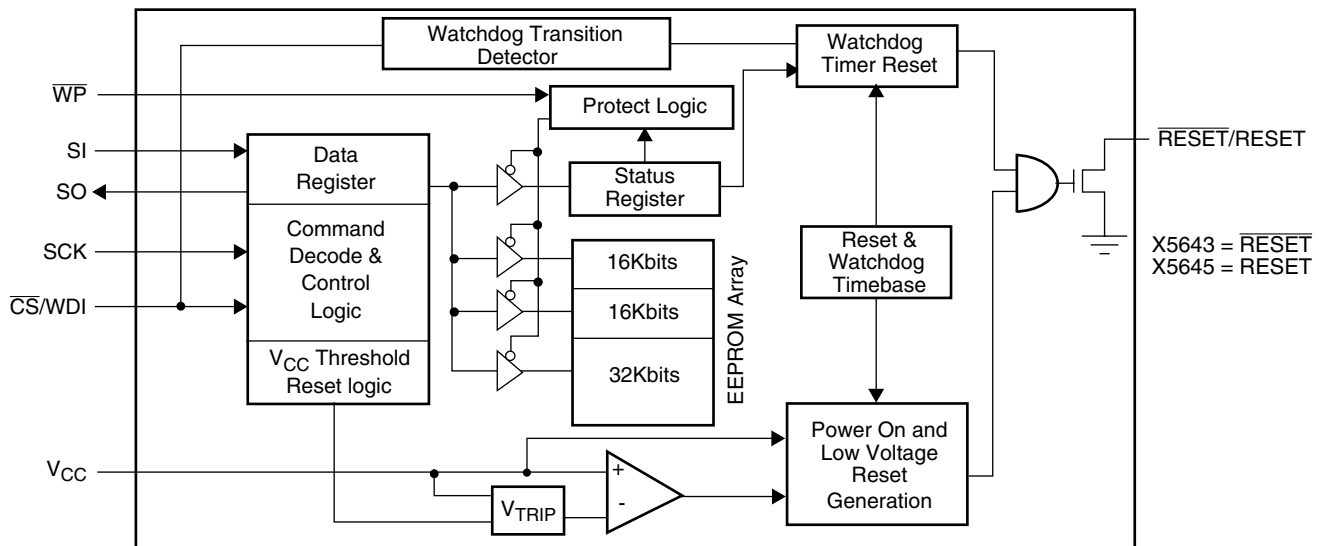 Watchdog Transition
Detector
Watchdog
Timer Reset
WP
Protect Logic
RESET/RESET
SI
Data
Register
SO
Status
Register
SCK
Command
Decode &
Control
Logic
Reset &
Watchdog
Timebase
X5643 = RESET
X5645 = RESET
16Kbits
16Kbits
32Kbits
EEPROM Array
CS/WDI
VCC Threshold
Reset logic
Power On and
Low Voltage
Reset
Generation
VCC
+
-
VTRIP